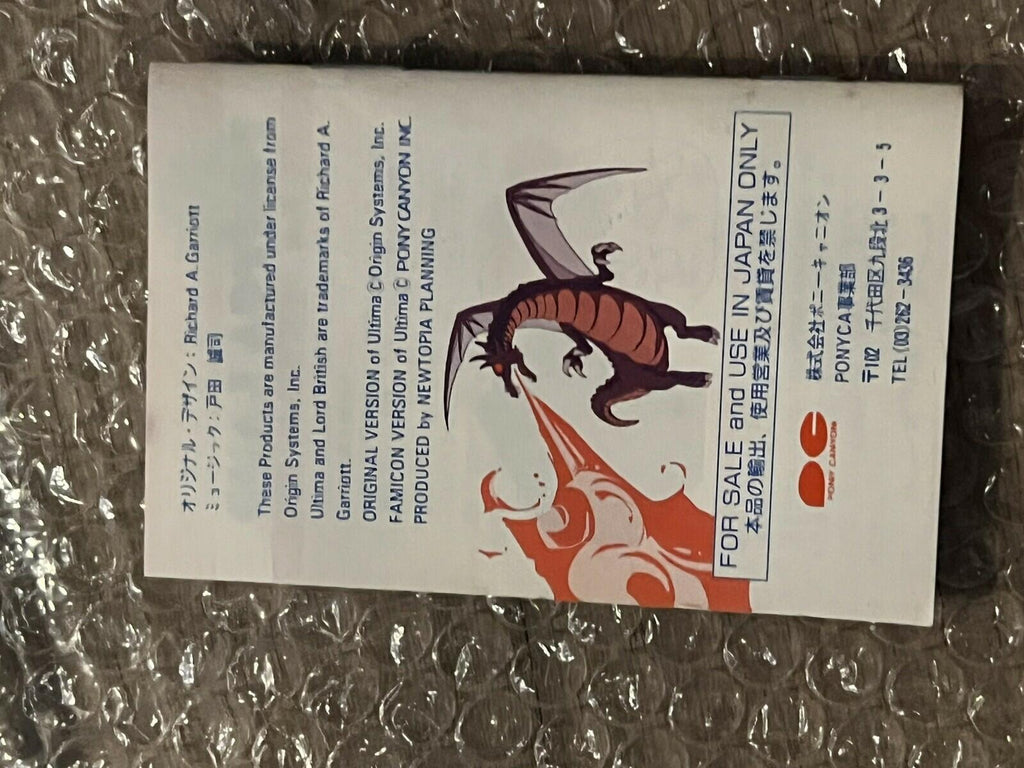 オリジナル・デザイン：Richard A.Garriott
ミュージック：戸田 誠司
These Products are manufactured under license from
Origin Systems, Inc.
Ultima and Lord British are trademarks of Richard A.
Garriott.
ORIGINAL VERSION of Ultima © Origin Systems, Inc.
FAMICON VERSION of Ultima © PONY CANYON INC.
PRODUCED by NEWTOPIA PLANNING
FOR SALE and USE IN JAPAN ONLY
本品の輸出、使用営業及び賃貸を禁じます。
PONY CANYON
株式会社ポニーキャニオン
PONYCA事業部
〒102 千代田区九段北3-3-5
TEL (00)262-3436